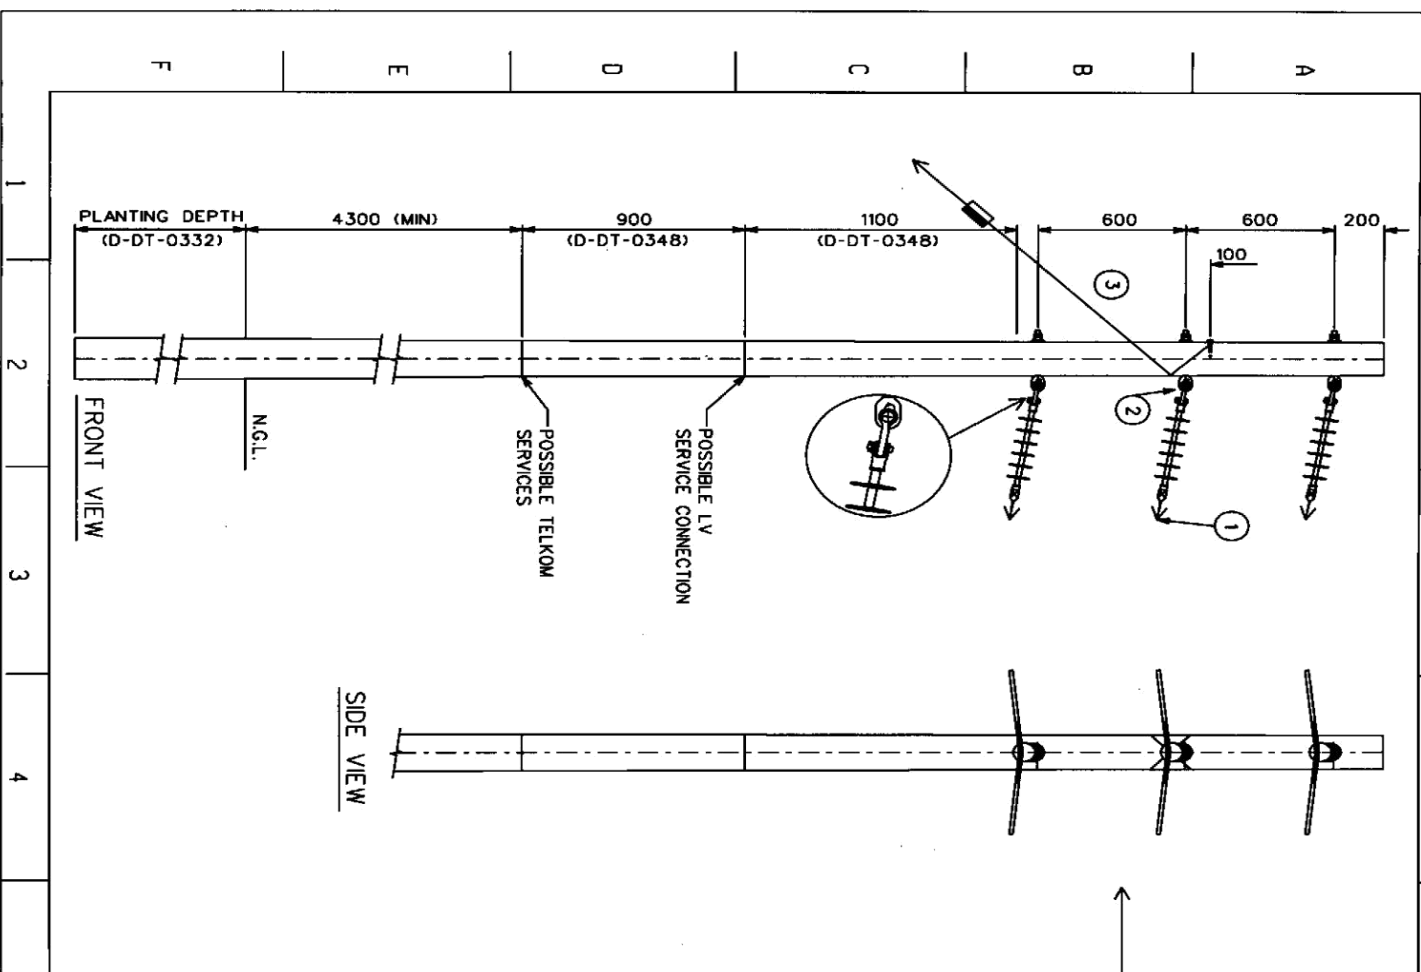 F
E
D
C
B
A
1
2
3
4
PLANTING DEPTH
(D-DT-0332)
4300 (MIN)
900
(D-DT-0348)
1100
(D-DT-0348)
600
600
200
100
3
2
1
N.G.L.
FRONT VIEW
POSSIBLE TELKOM
SERVICES
POSSIBLE LV
SERVICE CONNECTION
SIDE VIEW